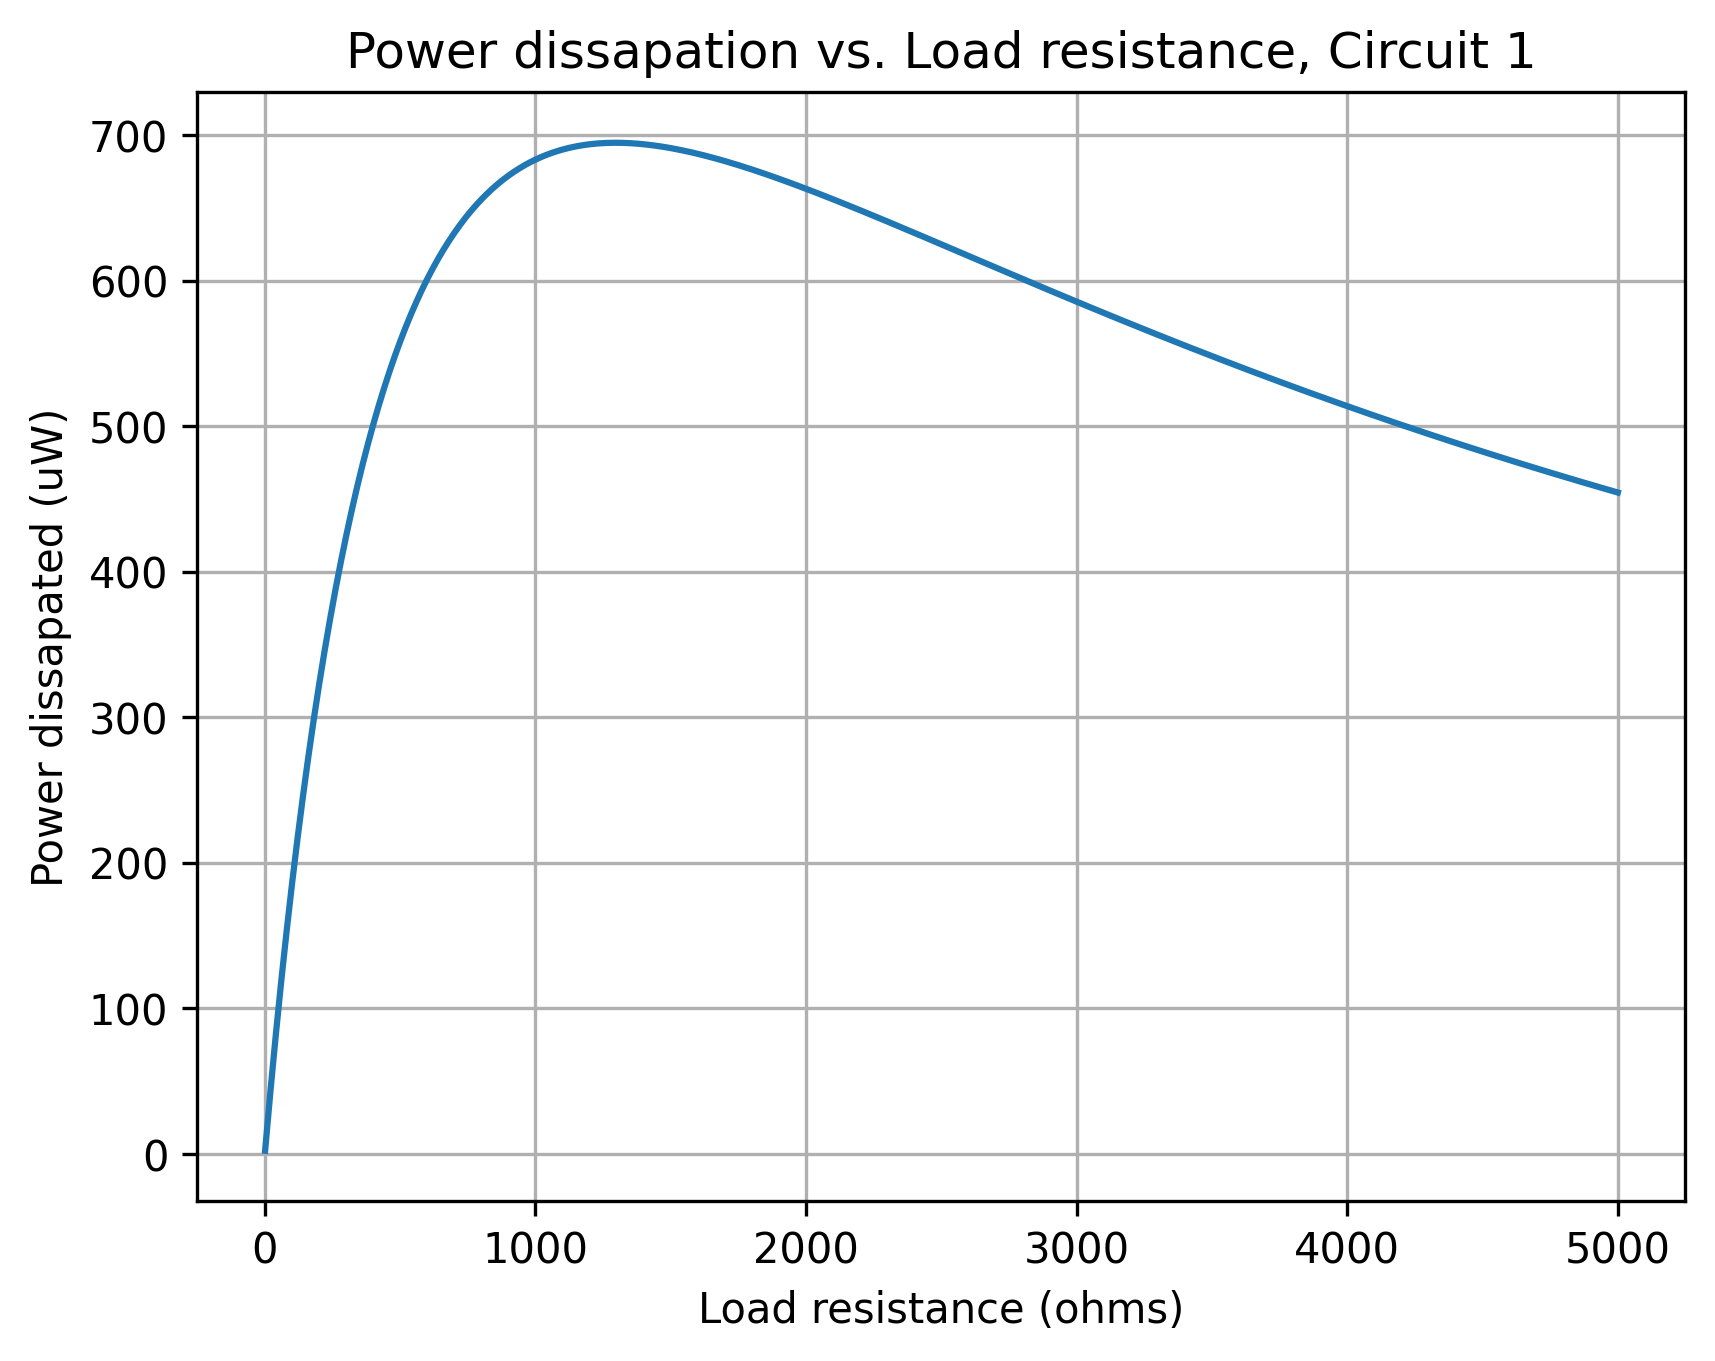 Power dissapation vs. Load resistance, Circuit 1
700
600
500
400
300
200
100
0
Power dissapated (uW)
0 1000 2000 3000 4000 5000
Load resistance (ohms)